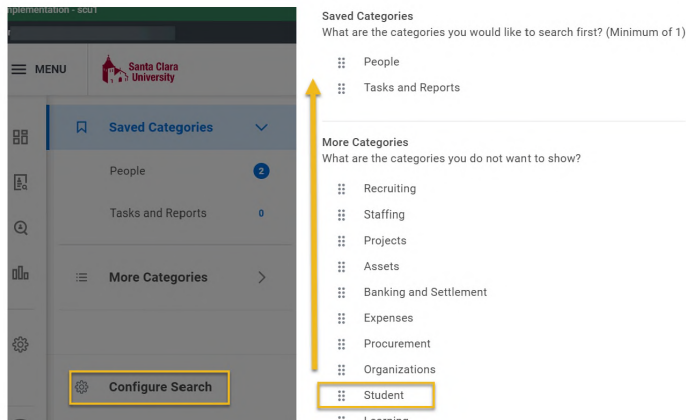 mplementation - scu1
MENU
Santa Clara
University
Saved Categories
People
2
Tasks and Reports
0
More Categories
Configure Search
Saved Categories
What are the categories you would like to search first? (Minimum of 1)
People
Tasks and Reports
More Categories
What are the categories you do not want to show?
Recruiting
Staffing
Projects
Assets
Banking and Settlement
Expenses
Procurement
Organizations
Student
Learning